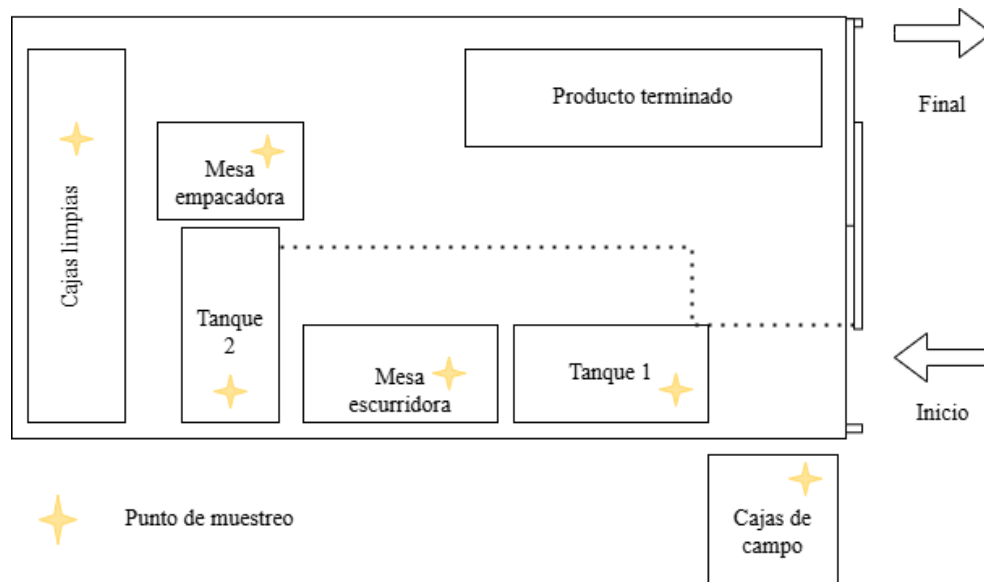 Producto terminado
Final
Mesa
empacadora
Cajas limpias
Tanque
2
Mesa
escurridora
Tanque 1
Inicio
Cajas de
campo
Punto de muestreo